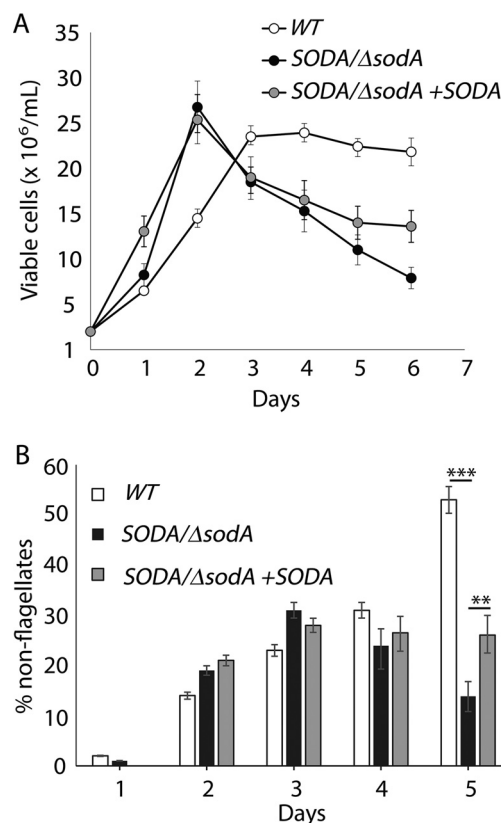 A
WT
SODA/ΔsodA
SODA/ΔsodA +SODA
Viable cells (x 10⁶/mL)
35
30
25
20
15
10
5
1
0 1 2 3 4 5 6 7
Days
B
WT
SODA/ΔsodA
SODA/ΔsodA +SODA
***
**
% non-flagellates
60
50
40
30
20
10
0
1 2 3 4 5
Days